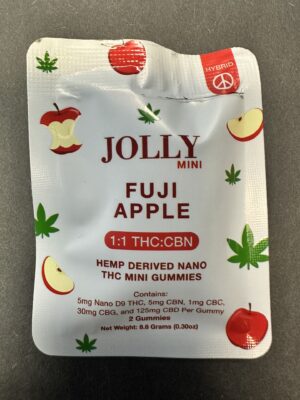 HYBRID
JOLLY
MINI
FUJI
APPLE
1:1 THC:CBN
HEMP DERIVED NANO
THC MINI GUMMIES
Contains:
5mg Nano D9 THC, 5mg CBN, 1mg CBC,
30mg CBG, and 125mg CBD Per Gummy
2 Gummies
Net Weight: 8.6 Grams (0.30oz)